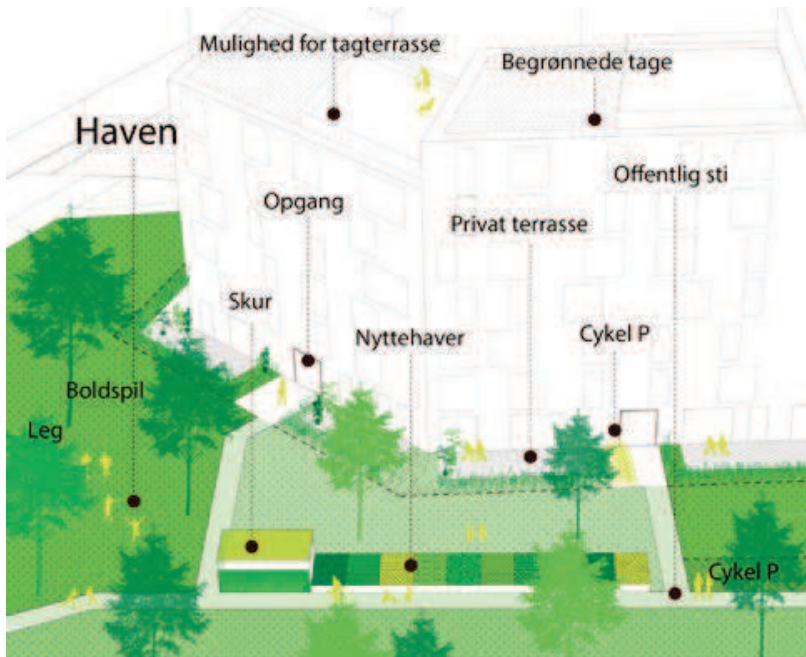 Mulighed for tagterrasse
Begrønnede tage
Haven
Offentlig sti
Opgang
Privat terrasse
Skur
Nyttehaver
Cykel P
Boldspil
Leg
Cykel P